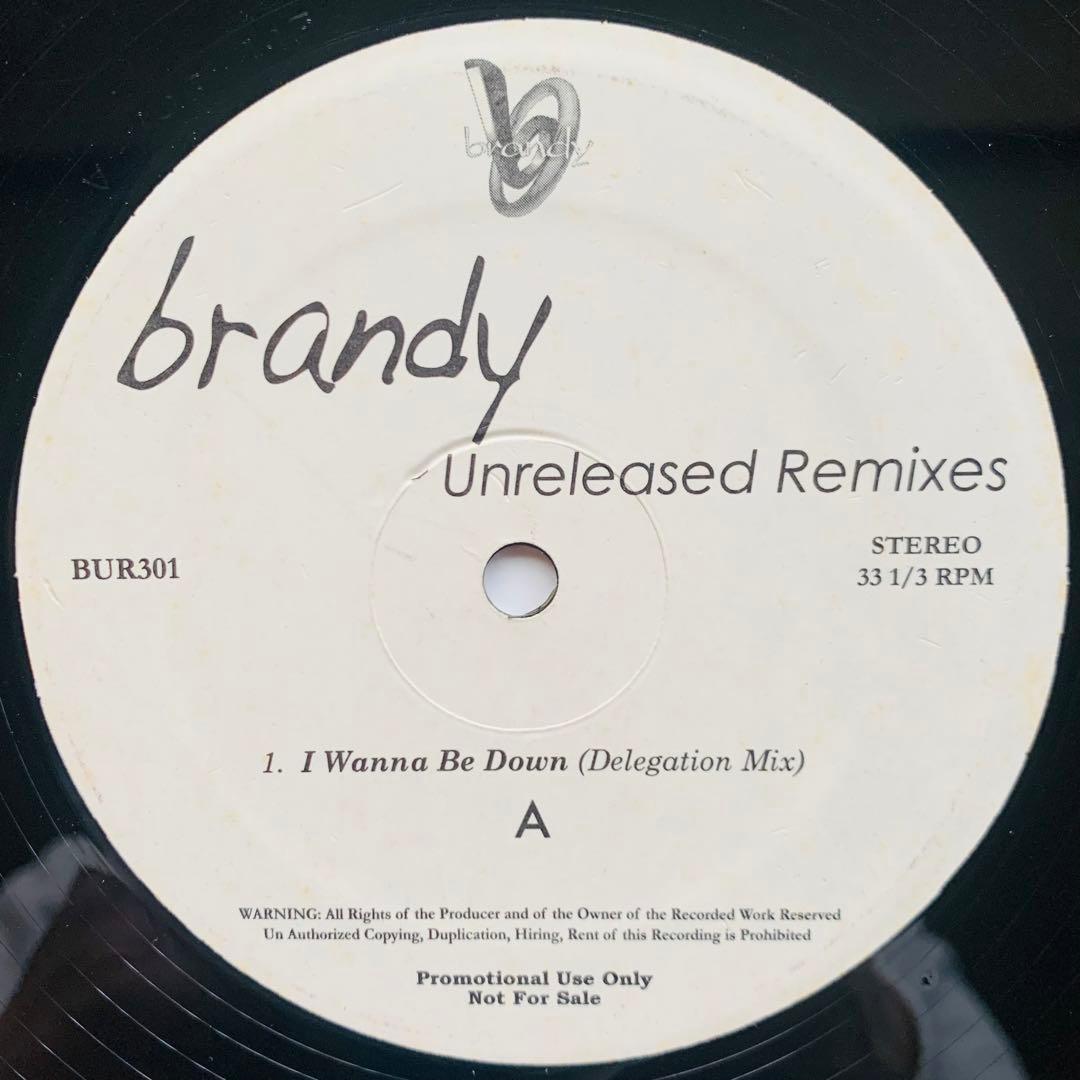 brandy
brandy
Unreleased Remixes
BUR301
STEREO
33 1/3 RPM
1. I Wanna Be Down (Delegation Mix)
A
WARNING: All Rights of the Producer and of the Owner of the Recorded Work Reserved
Un Authorized Copying, Duplication, Hiring, Rent of this Recording is Prohibited
Promotional Use Only
Not For Sale